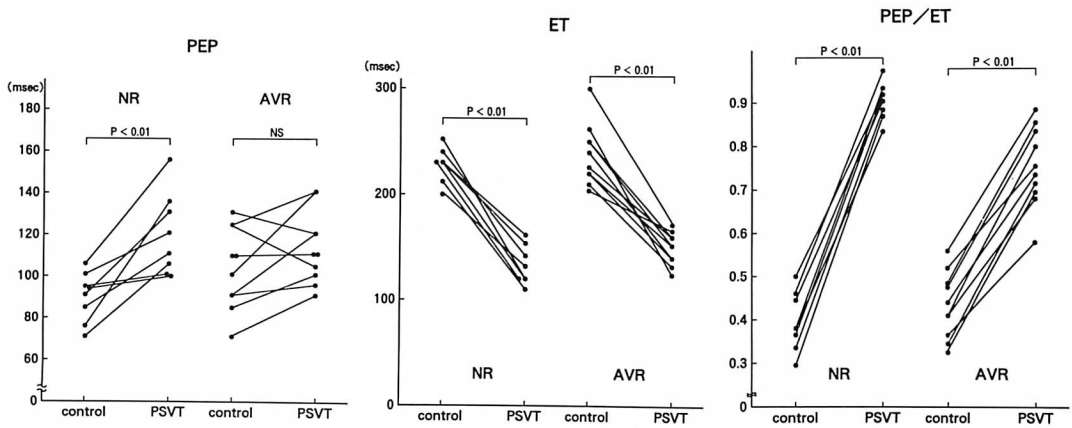 PEP
(msec)
NR
AVR
P < 0.01
NS
180
160
140
120
100
80
60
0
control
PSVT
control
PSVT
ET
(msec)
P < 0.01
P < 0.01
300
200
100
0
NR
AVR
control
PSVT
control
PSVT
PEP/ET
P < 0.01
P < 0.01
0.9
0.8
0.7
0.6
0.5
0.4
0.3
0
NR
AVR
control
PSVT
control
PSVT